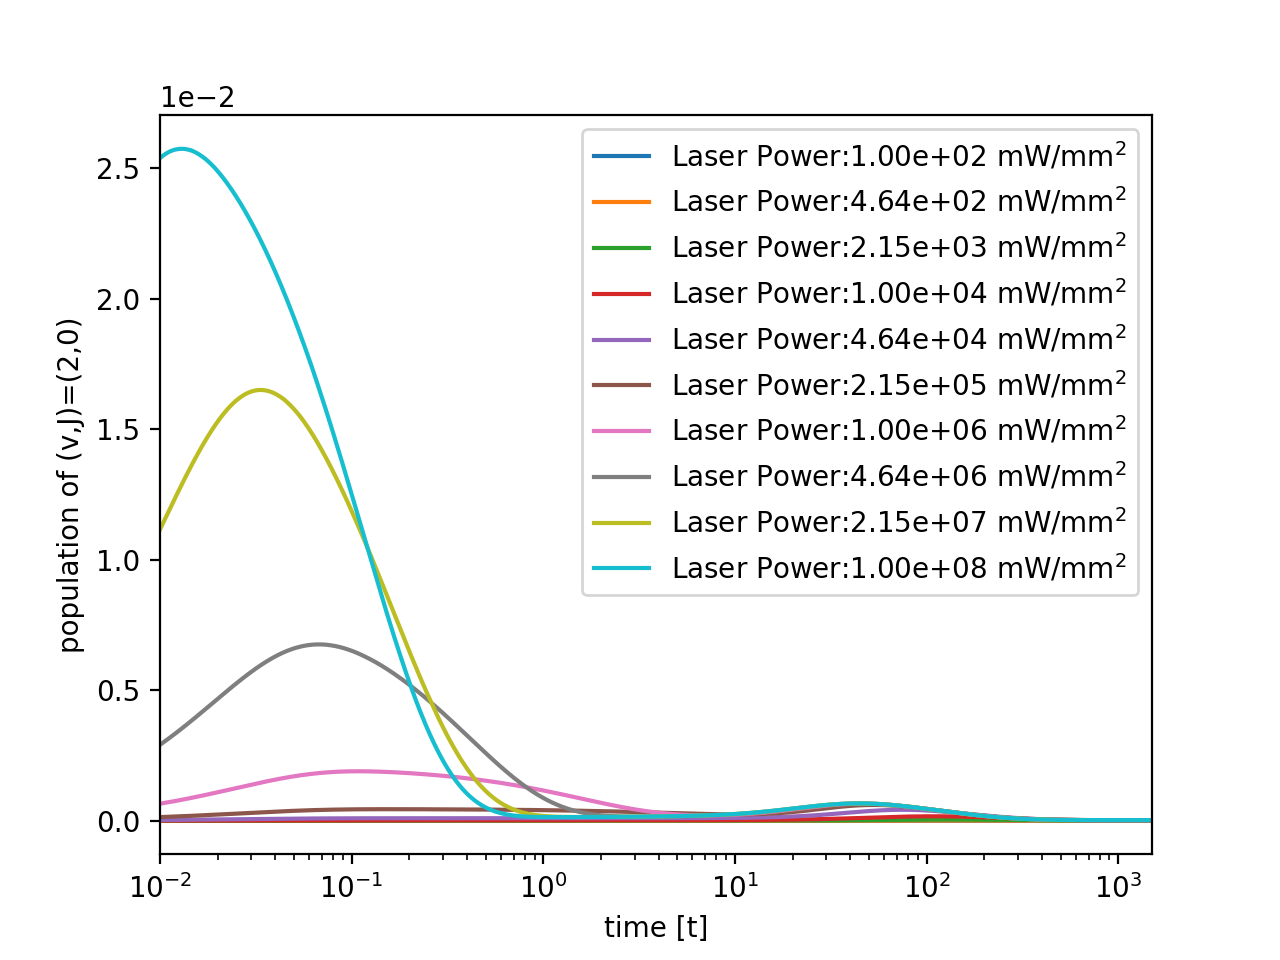 1e−2
2.5
2.0
1.5
1.0
0.5
0.0
population of (v,J)=(2,0)
Laser Power:1.00e+02 mW/mm²
Laser Power:4.64e+02 mW/mm²
Laser Power:2.15e+03 mW/mm²
Laser Power:1.00e+04 mW/mm²
Laser Power:4.64e+04 mW/mm²
Laser Power:2.15e+05 mW/mm²
Laser Power:1.00e+06 mW/mm²
Laser Power:4.64e+06 mW/mm²
Laser Power:2.15e+07 mW/mm²
Laser Power:1.00e+08 mW/mm²
10⁻² 10⁻¹ 10⁰ 10¹ 10² 10³
time [t]